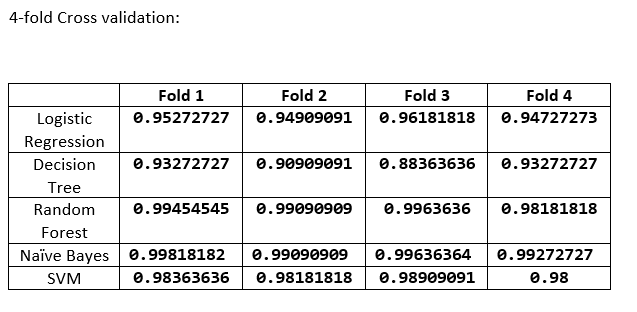 4-fold Cross validation:
Fold 1 Fold 2 Fold 3 Fold 4
Logistic Regression 0.95272727 0.94909091 0.96181818 0.94727273
Decision Tree 0.93272727 0.90909091 0.88363636 0.93272727
Random Forest 0.99454545 0.99090909 0.9963636 0.98181818
Naïve Bayes 0.99818182 0.99090909 0.99636364 0.99272727
SVM 0.98363636 0.98181818 0.98909091 0.98